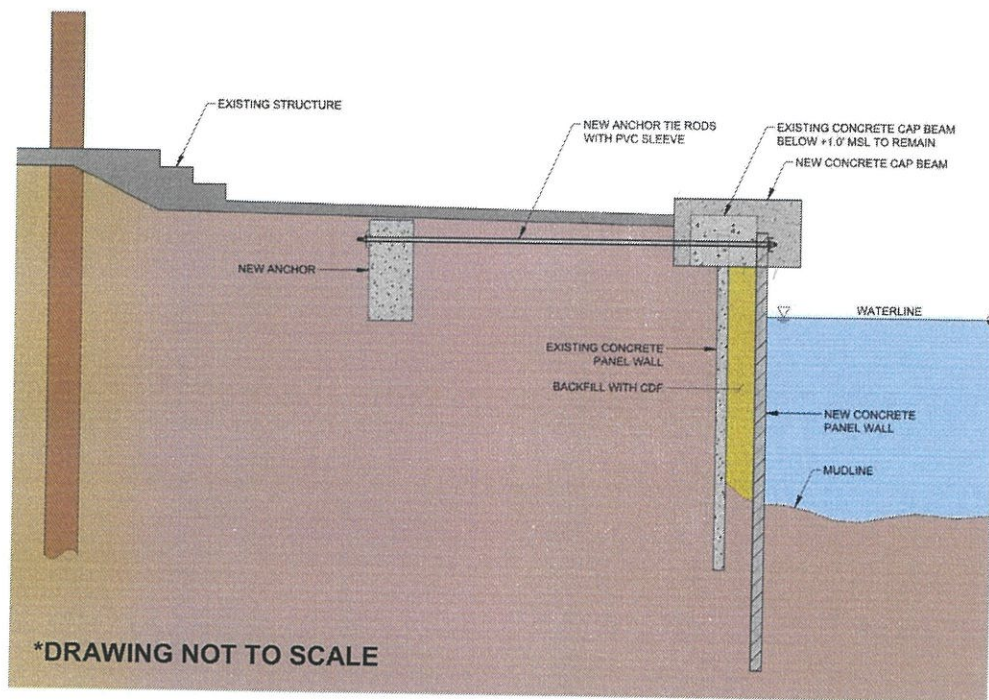 EXISTING STRUCTURE
NEW ANCHOR TIE RODS
WITH PVC SLEEVE
EXISTING CONCRETE CAP BEAM
BELOW +1.0' MSL TO REMAIN
NEW CONCRETE CAP BEAM
NEW ANCHOR
WATERLINE
EXISTING CONCRETE
PANEL WALL
BACKFILL WITH CDF
NEW CONCRETE
PANEL WALL
MUDLINE
*DRAWING NOT TO SCALE